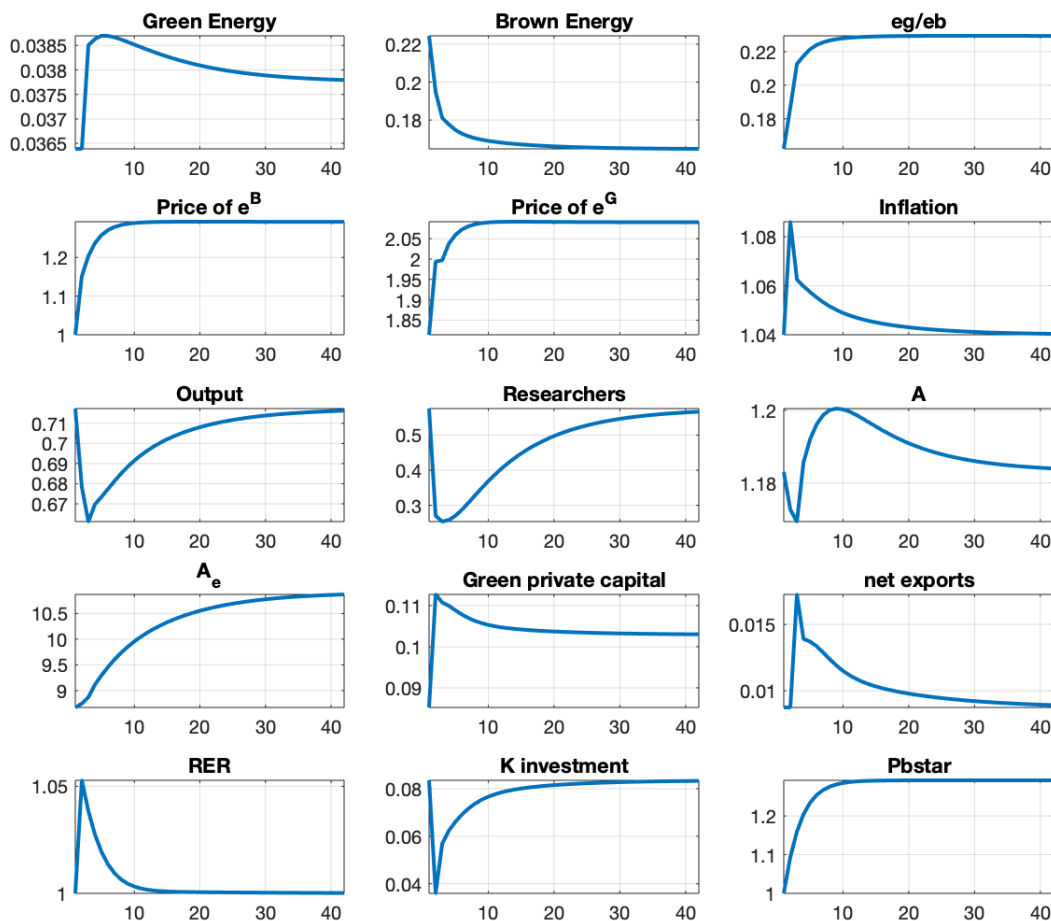 Green Energy
0.0385
0.038
0.0375
0.037
0.0365
10 20 30 40
Brown Energy
0.22
0.2
0.18
10 20 30 40
eg/eb
0.22
0.2
0.18
10 20 30 40
Price of e^B
1.2
1.1
1
10 20 30 40
Price of e^G
2.05
2
1.95
1.9
1.85
10 20 30 40
Inflation
1.08
1.06
1.04
10 20 30 40
Output
0.71
0.7
0.69
0.68
0.67
10 20 30 40
Researchers
0.5
0.4
0.3
10 20 30 40
A
1.2
1.18
10 20 30 40
A_e
10.5
10
9.5
9
10 20 30 40
Green private capital
0.11
0.1
0.09
10 20 30 40
net exports
0.015
0.01
10 20 30 40
RER
1.05
1
10 20 30 40
K investment
0.08
0.06
0.04
10 20 30 40
Pbstar
1.2
1.1
1
10 20 30 40